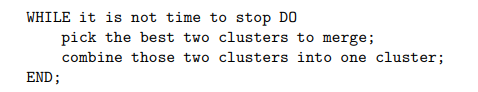 WHILE it is not time to stop DO
pick the best two clusters to merge;
combine those two clusters into one cluster;
END;